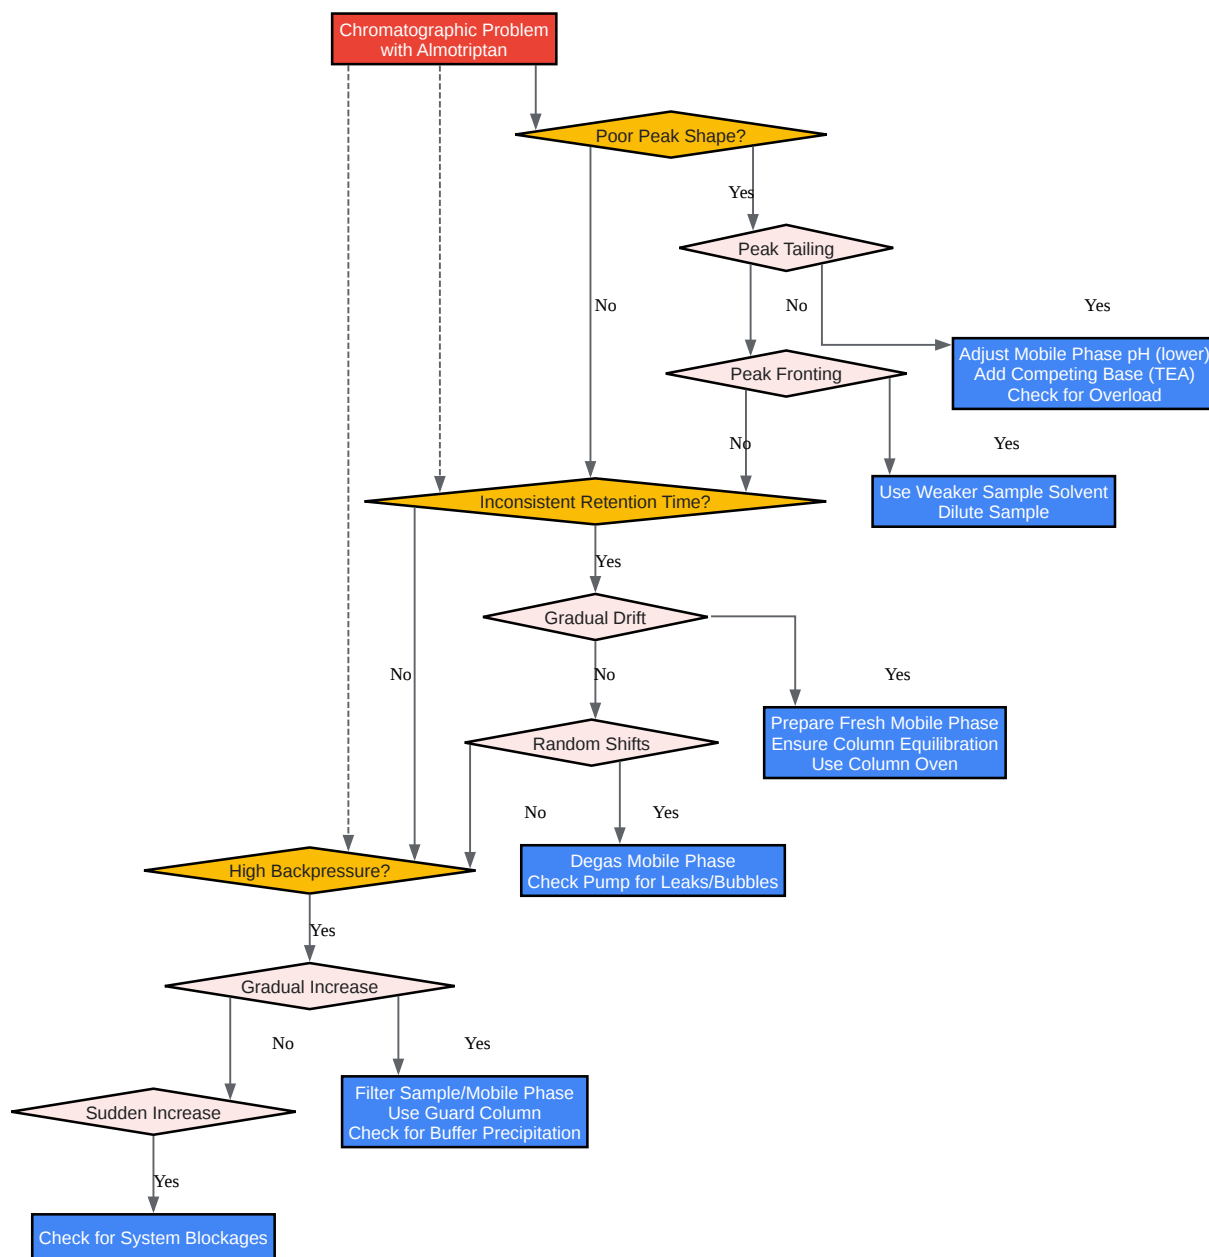 Chromatographic Problem
with Almotriptan
Poor Peak Shape?
Yes
Peak Tailing
No
No
Yes
Adjust Mobile Phase pH (lower)
Add Competing Base (TEA)
Check for Overload
Peak Fronting
No
Yes
Use Weaker Sample Solvent
Dilute Sample
Inconsistent Retention Time?
Yes
Gradual Drift
No
No
Yes
Prepare Fresh Mobile Phase
Ensure Column Equilibration
Use Column Oven
Random Shifts
No
Yes
Degas Mobile Phase
Check Pump for Leaks/Bubbles
High Backpressure?
Yes
Gradual Increase
No
Yes
Filter Sample/Mobile Phase
Use Guard Column
Check for Buffer Precipitation
Sudden Increase
Yes
Check for System Blockages